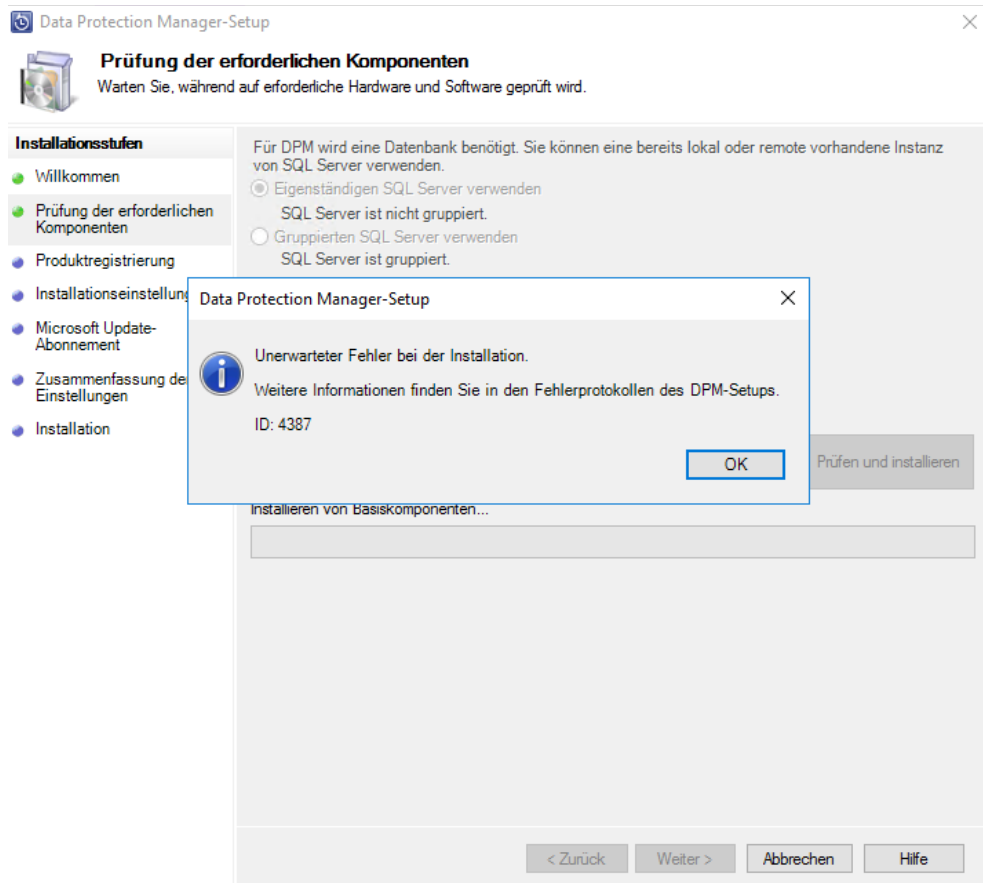 Data Protection Manager-Setup
Prüfung der erforderlichen Komponenten
Warten Sie, während auf erforderliche Hardware und Software geprüft wird.
Installationsstufen
Willkommen
Prüfung der erforderlichen
Komponenten
Produktregistrierung
Installationseinstellung
Microsoft Update-
Abonnement
Zusammenfassung der
Einstellungen
Installation
Für DPM wird eine Datenbank benötigt. Sie können eine bereits lokal oder remote vorhandene Instanz
von SQL Server verwenden.
Eigenständigen SQL Server verwenden
SQL Server ist nicht gruppiert.
Gruppierten SQL Server verwenden
SQL Server ist gruppiert.
Data Protection Manager-Setup
Unerwarteter Fehler bei der Installation.
Weitere Informationen finden Sie in den Fehlerprotokollen des DPM-Setups.
ID: 4387
OK
Prüfen und installieren
Installieren von Basiskomponenten...
< Zurück
Weiter >
Abbrechen
Hilfe